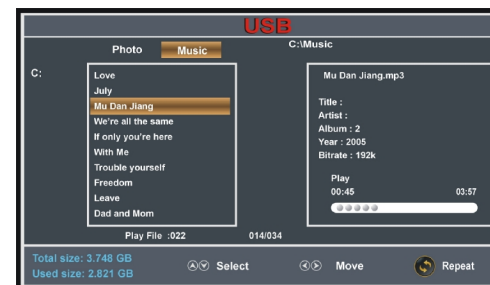 USB
Photo
Music
C:\Music
C:
Love
July
Mu Dan Jiang
We're all the same
If only you're here
With Me
Trouble yourself
Freedom
Leave
Dad and Mom
Mu Dan Jiang.mp3
Title :
Artist :
Album : 2
Year : 2005
Bitrate : 192k
Play
00:45 03:57
Play File :022 014/034
Total size: 3.748 GB
Used size: 2.821 GB
Select
Move
Repeat